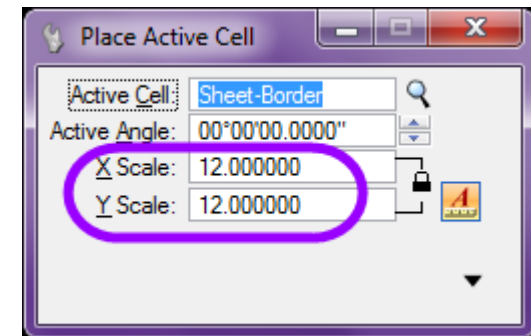 Place Active Cell
Active Cell: Sheet-Border
Active Angle: 00°00'00.0000"
X Scale: 12.000000
Y Scale: 12.000000
A